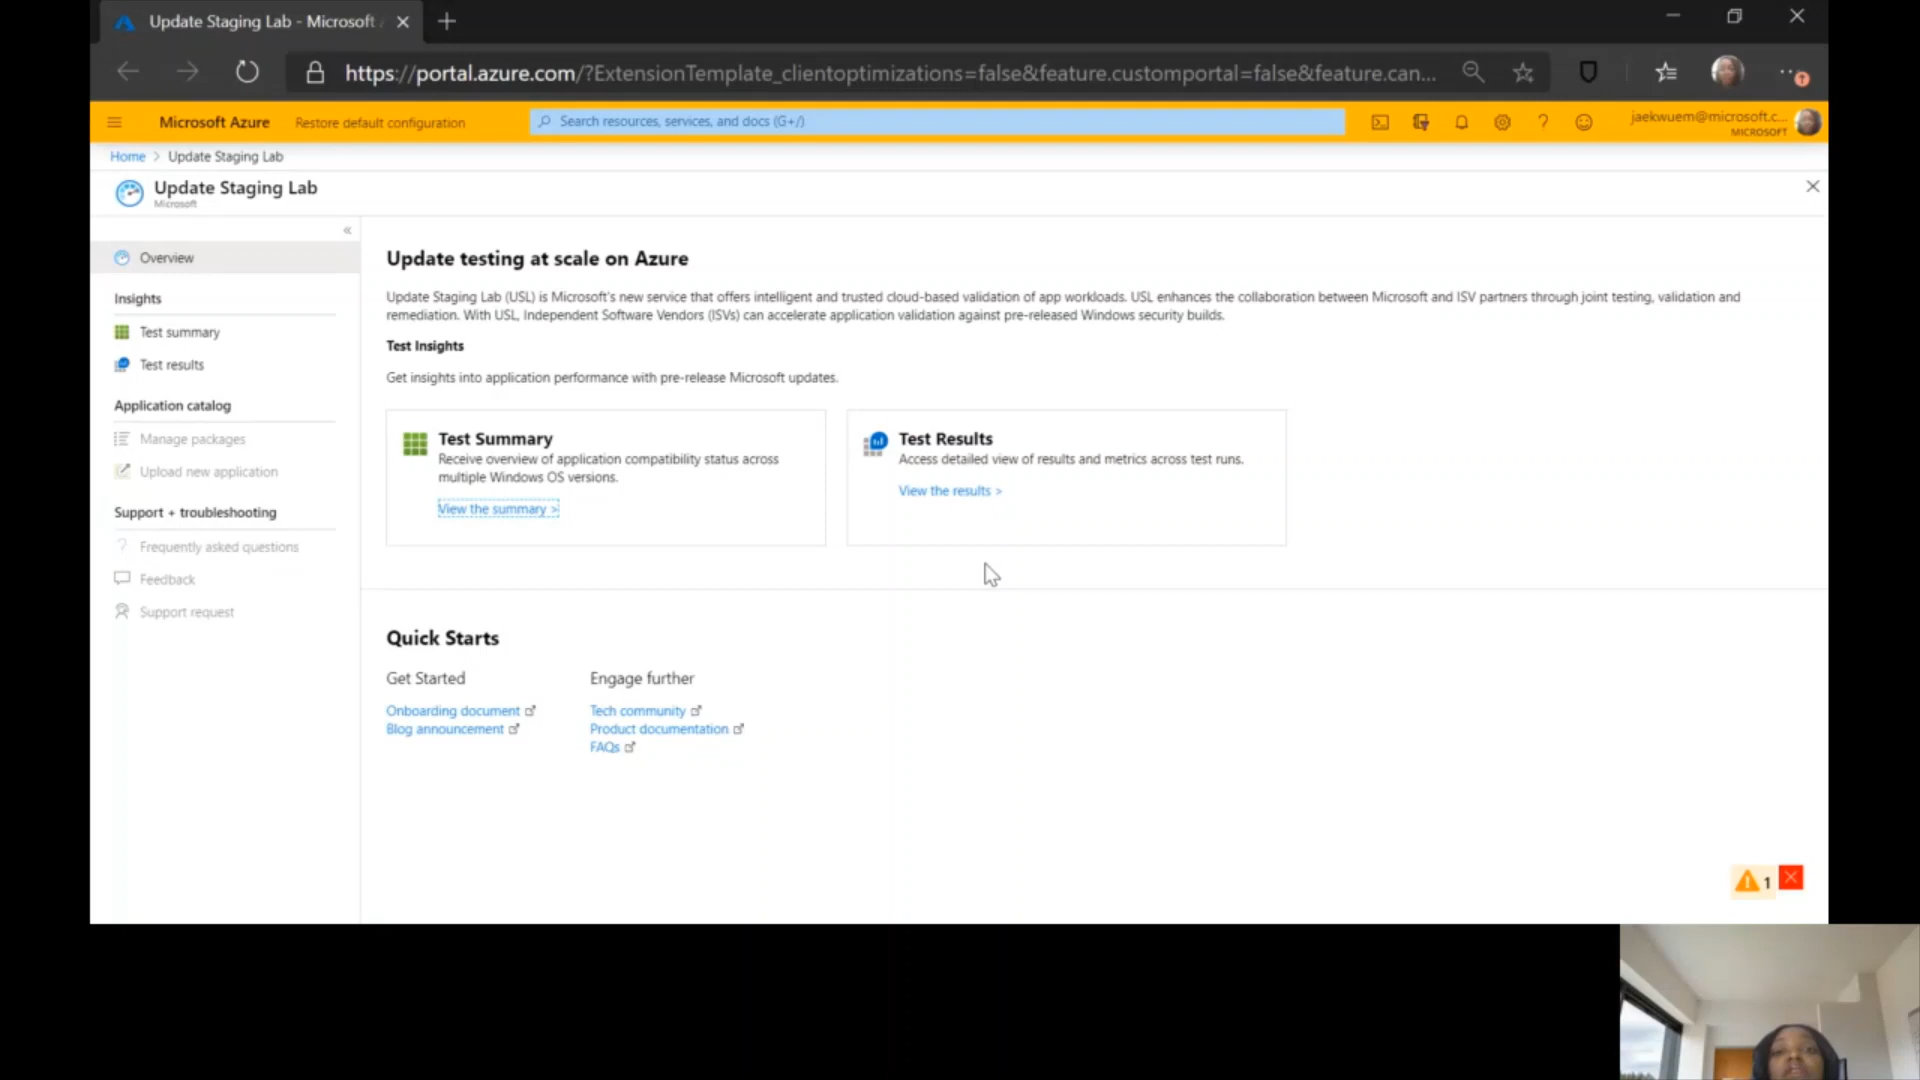 Update Staging Lab - Microsoft
https://portal.azure.com/?ExtensionTemplate_clientoptimizations=false&feature.customportal=false&feature.can...
Microsoft Azure
Restore default configuration
Search resources, services, and docs (G+/)
jaekwuem@microsoft.c...
MICROSOFT
Home > Update Staging Lab
Update Staging Lab
Microsoft
«
Overview
Insights
Test summary
Test results
Application catalog
Manage packages
Upload new application
Support + troubleshooting
Frequently asked questions
Feedback
Support request
Update testing at scale on Azure
Update Staging Lab (USL) is Microsoft's new service that offers intelligent and trusted cloud-based validation of app workloads. USL enhances the collaboration between Microsoft and ISV partners through joint testing, validation and
remediation. With USL, Independent Software Vendors (ISVs) can accelerate application validation against pre-released Windows security builds.
Test Insights
Get insights into application performance with pre-release Microsoft updates.
Test Summary
Receive overview of application compatibility status across
multiple Windows OS versions.
View the summary >
Test Results
Access detailed view of results and metrics across test runs.
View the results >
Quick Starts
Get Started
Onboarding document
Blog announcement
Engage further
Tech community
Product documentation
FAQs
1